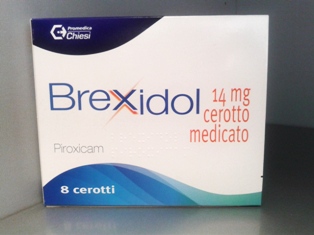 Promedica
Chiesi
Brexidol
14 mg
cerotto
medicato
Piroxicam
8 cerotti